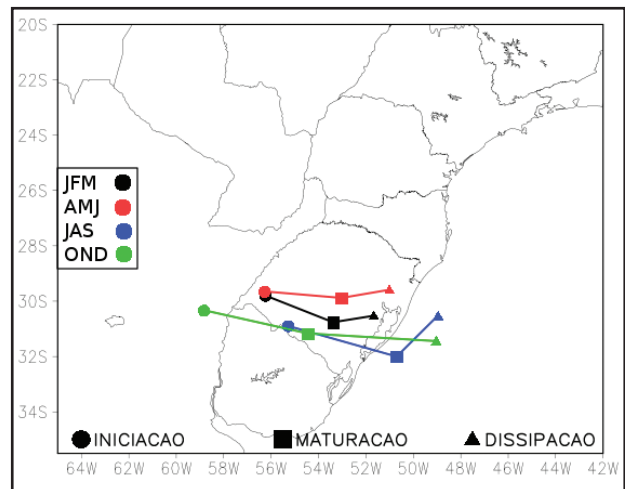 20S
22S
24S
26S
28S
30S
32S
34S
JFM
AMJ
JAS
OND
INICIACAO MATURACAO DISSIPACAO
64W 62W 60W 58W 56W 54W 52W 50W 48W 46W 44W 42W